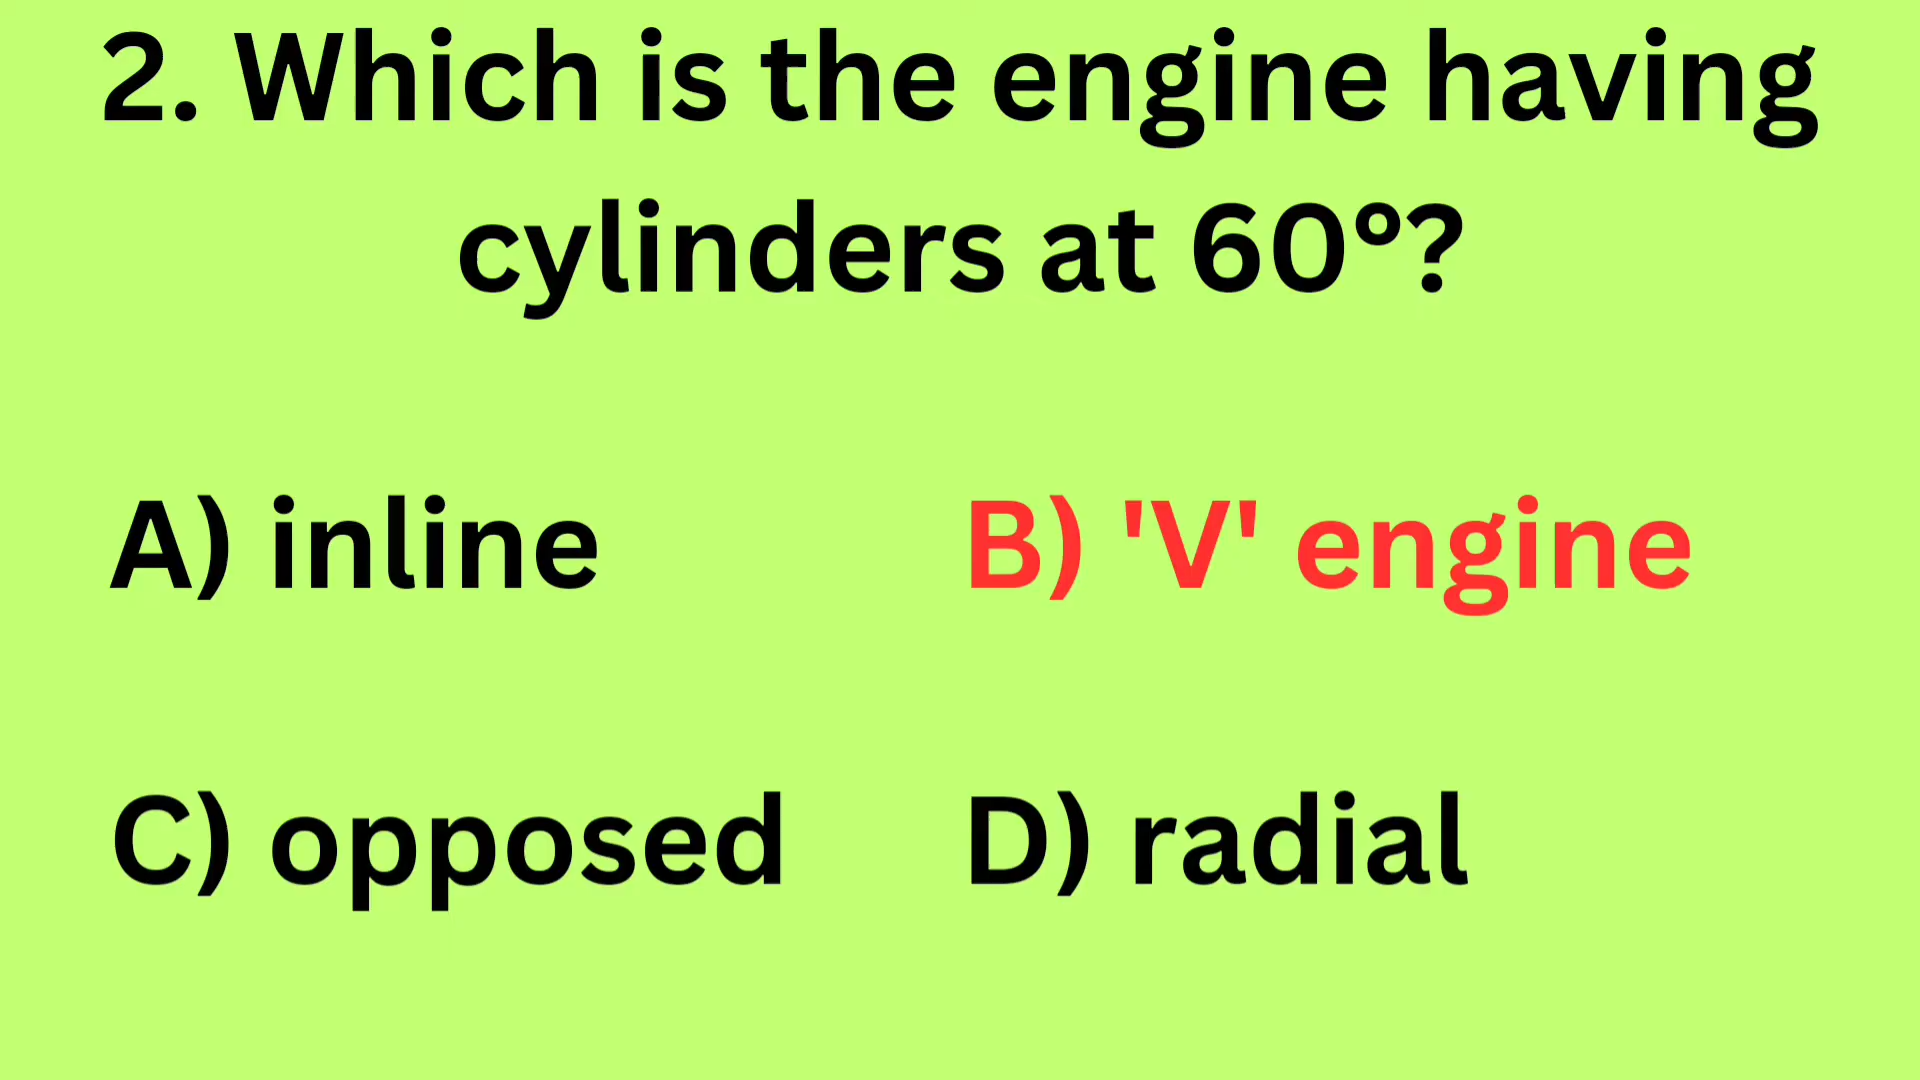 2. Which is the engine having
cylinders at 60°?
A) inline
B) 'V' engine
C) opposed
D) radial